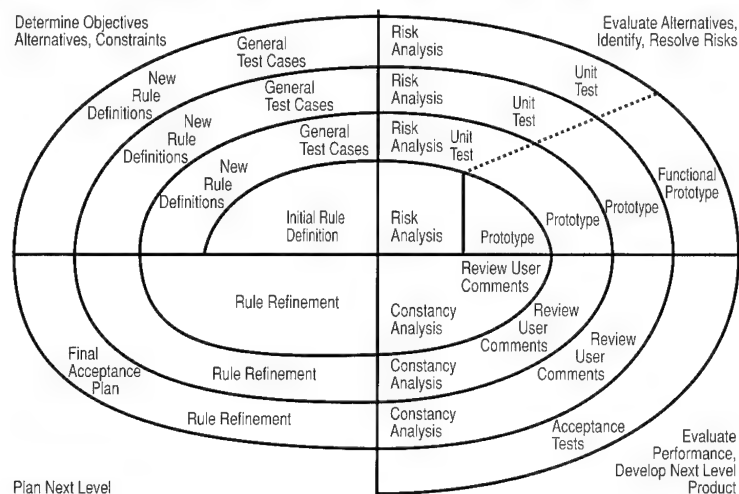 Determine Objectives
Alternatives, Constraints
Evaluate Alternatives,
Identify, Resolve Risks
General
Test Cases
Risk
Analysis
Unit
Test
New
Rule
Definitions
General
Test Cases
Risk
Analysis
Unit
Test
New
Rule
Definitions
General
Test Cases
Risk
Analysis
Unit
Test
New
Rule
Definitions
Functional
Prototype
Initial Rule
Definition
Risk
Analysis
Prototype
Prototype
Prototype
Rule Refinement
Review User
Comments
Constancy
Analysis
Review
User
Comments
Review
User
Comments
Final
Acceptance
Plan
Rule Refinement
Constancy
Analysis
Rule Refinement
Constancy
Analysis
Acceptance
Tests
Evaluate
Performance,
Develop Next Level
Product
Plan Next Level